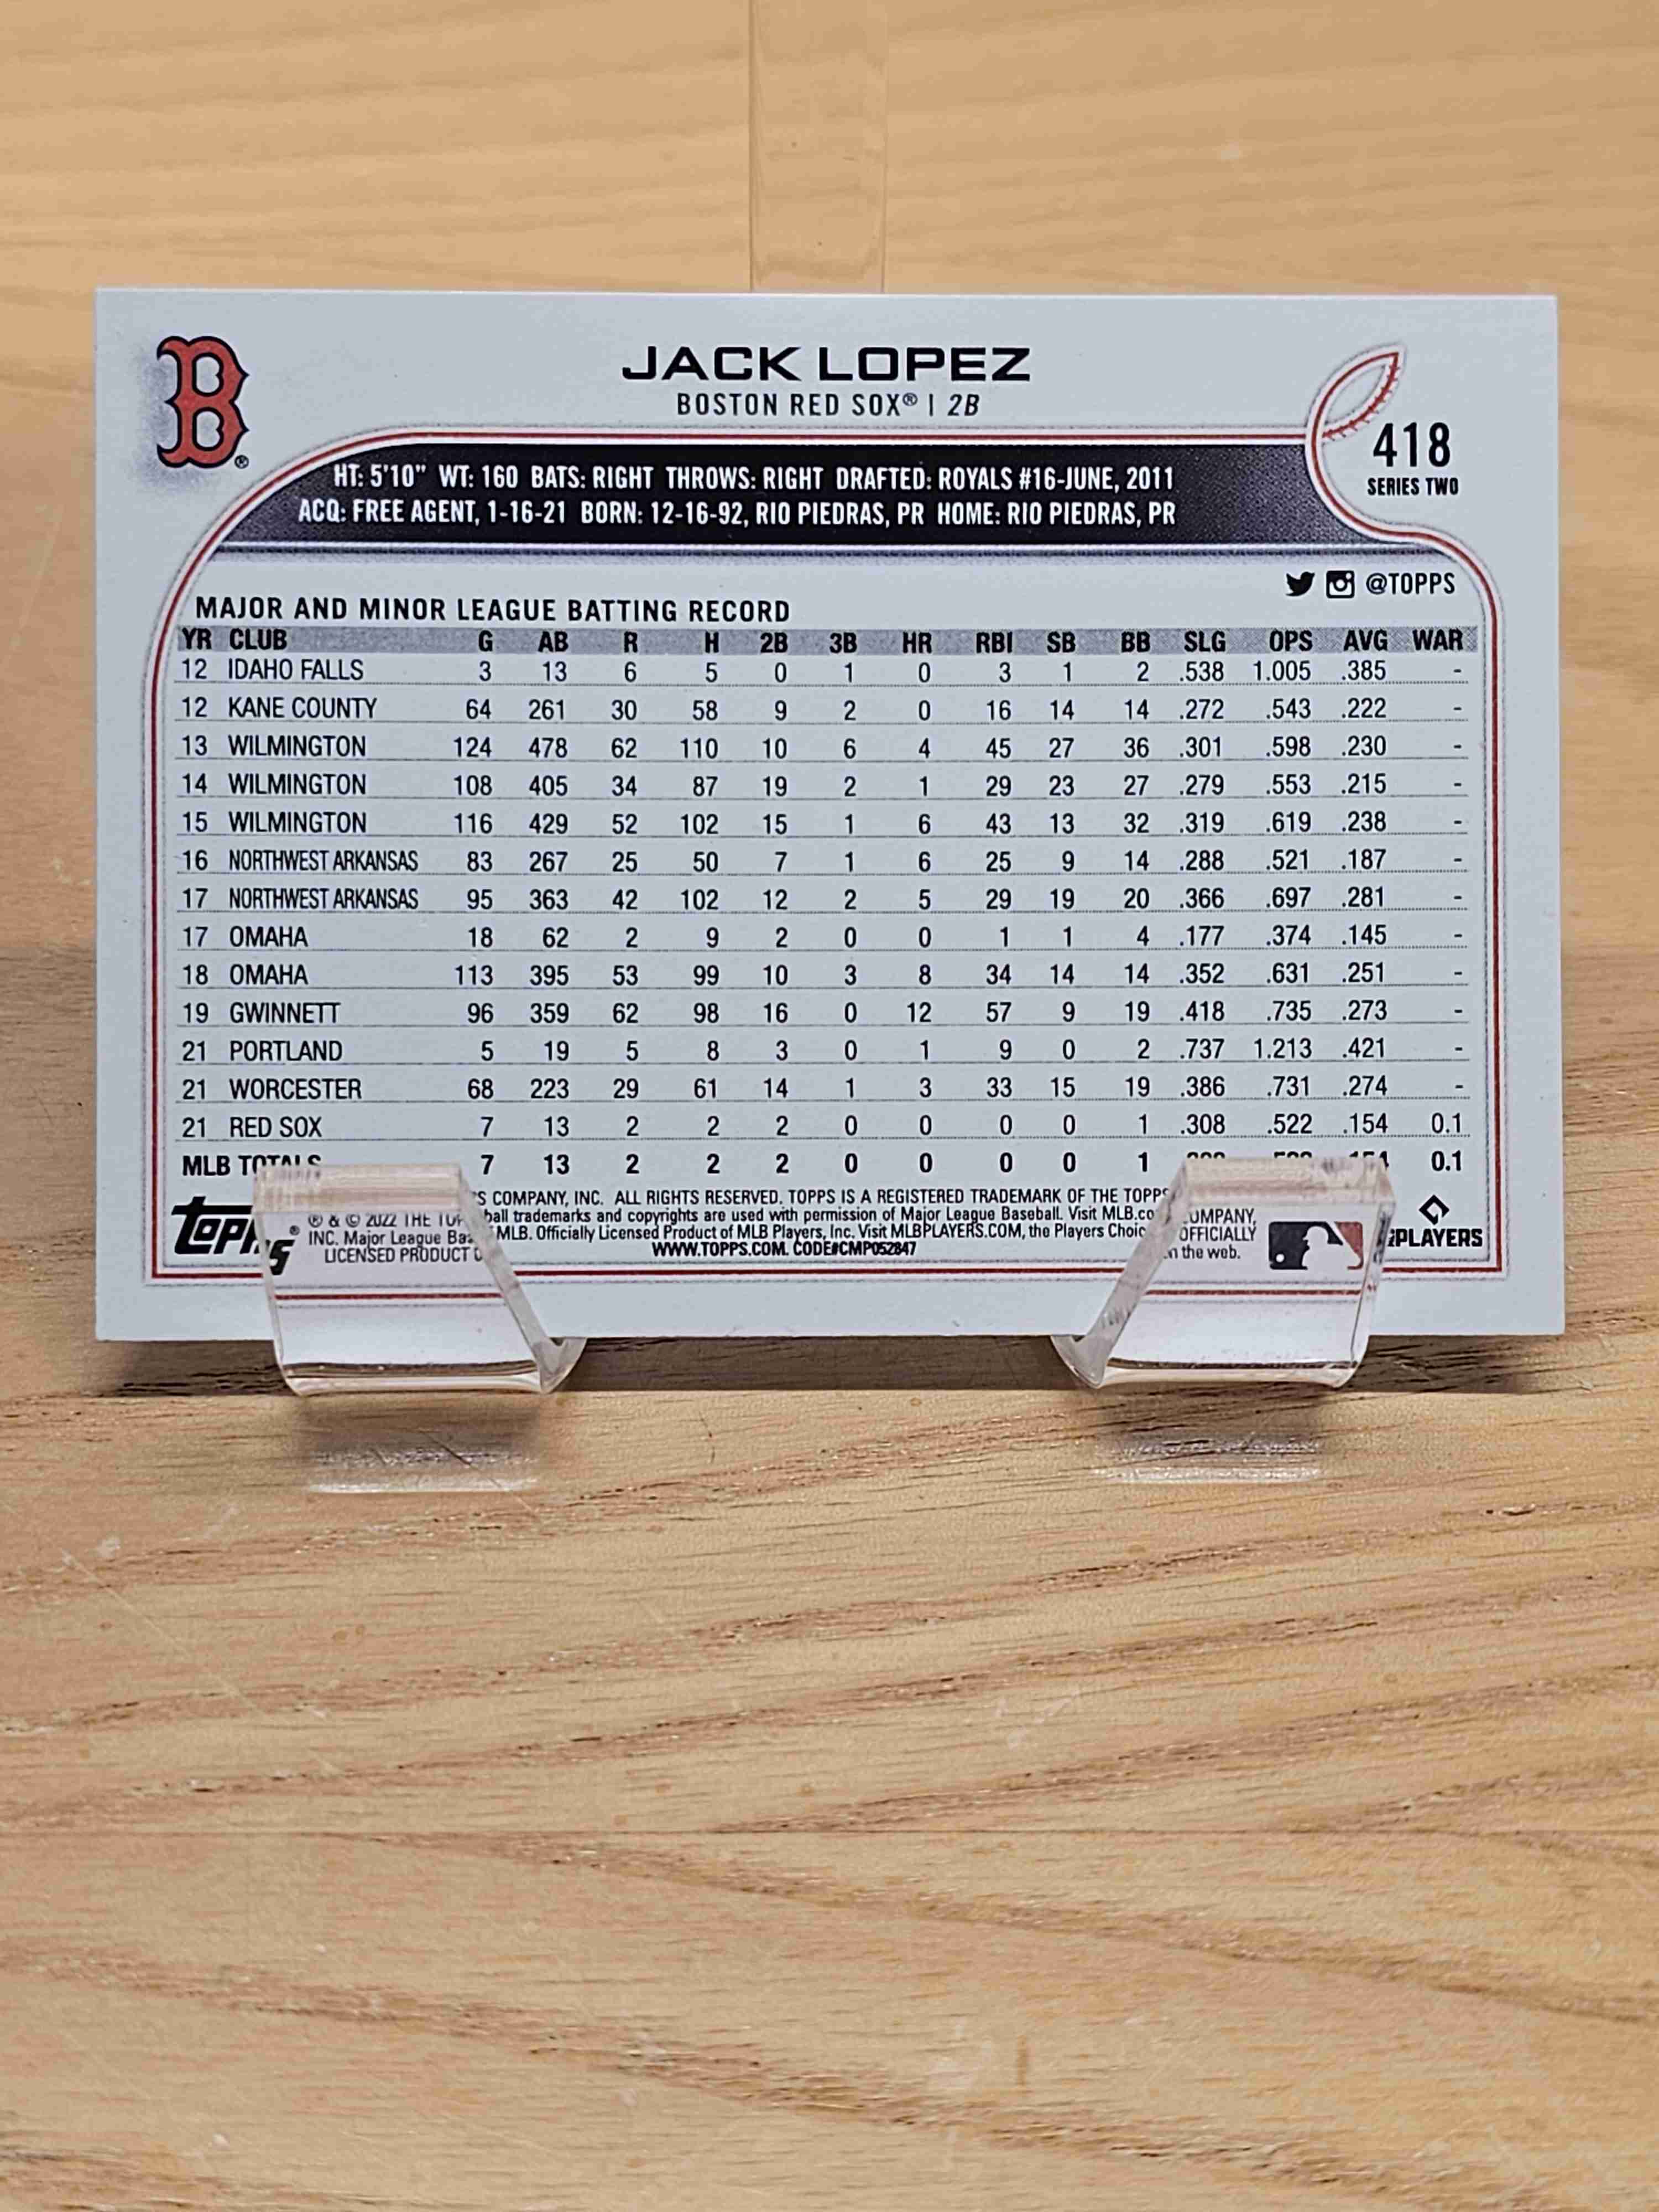 B®
JACK LOPEZ
BOSTON RED SOX® | 2B
418
SERIES TWO
HT: 5'10" WT: 160 BATS: RIGHT THROWS: RIGHT DRAFTED: ROYALS #16-JUNE, 2011
ACQ: FREE AGENT, 1-16-21 BORN: 12-16-92, RIO PIEDRAS, PR HOME: RIO PIEDRAS, PR
@TOPPS
MAJOR AND MINOR LEAGUE BATTING RECORD
YR CLUB G AB R H 2B 3B HR RBI SB BB SLG OPS AVG WAR
12 IDAHO FALLS 3 13 6 5 0 1 0 3 1 2 .538 1.005 .385 -
12 KANE COUNTY 64 261 30 58 9 2 0 16 14 14 .272 .543 .222 -
13 WILMINGTON 124 478 62 110 10 6 4 45 27 36 .301 .598 .230 -
14 WILMINGTON 108 405 34 87 19 2 1 29 23 27 .279 .553 .215 -
15 WILMINGTON 116 429 52 102 15 1 6 43 13 32 .319 .619 .238 -
16 NORTHWEST ARKANSAS 83 267 25 50 7 1 6 25 9 14 .288 .521 .187 -
17 NORTHWEST ARKANSAS 95 363 42 102 12 2 5 29 19 20 .366 .697 .281 -
17 OMAHA 18 62 2 9 2 0 0 1 1 4 .177 .374 .145 -
18 OMAHA 113 395 53 99 10 3 8 34 14 14 .352 .631 .251 -
19 GWINNETT 96 359 62 98 16 0 12 57 9 19 .418 .735 .273 -
21 PORTLAND 5 19 5 8 3 0 1 9 0 2 .737 1.213 .421 -
21 WORCESTER 68 223 29 61 14 1 3 33 15 19 .386 .731 .274 -
21 RED SOX 7 13 2 2 2 0 0 0 0 1 .308 .522 .154 0.1
MLB TOTALS 7 13 2 2 2 0 0 0 0 1 0.1
Topps®
® & © 2022 THE COMPANY, INC. ALL RIGHTS RESERVED. TOPPS IS A REGISTERED TRADEMARK OF THE TOPPS COMPANY,
INC. Major League trademarks and copyrights are used with permission of Major League Baseball. Visit OFFICIALLY
LICENSED PRODUCT MLB. Officially Licensed Product of MLB Players, Inc. Visit MLBPLAYERS.COM, the Players the web.
WWW.TOPPS.COM. CODE#CMP052847
PLAYERS